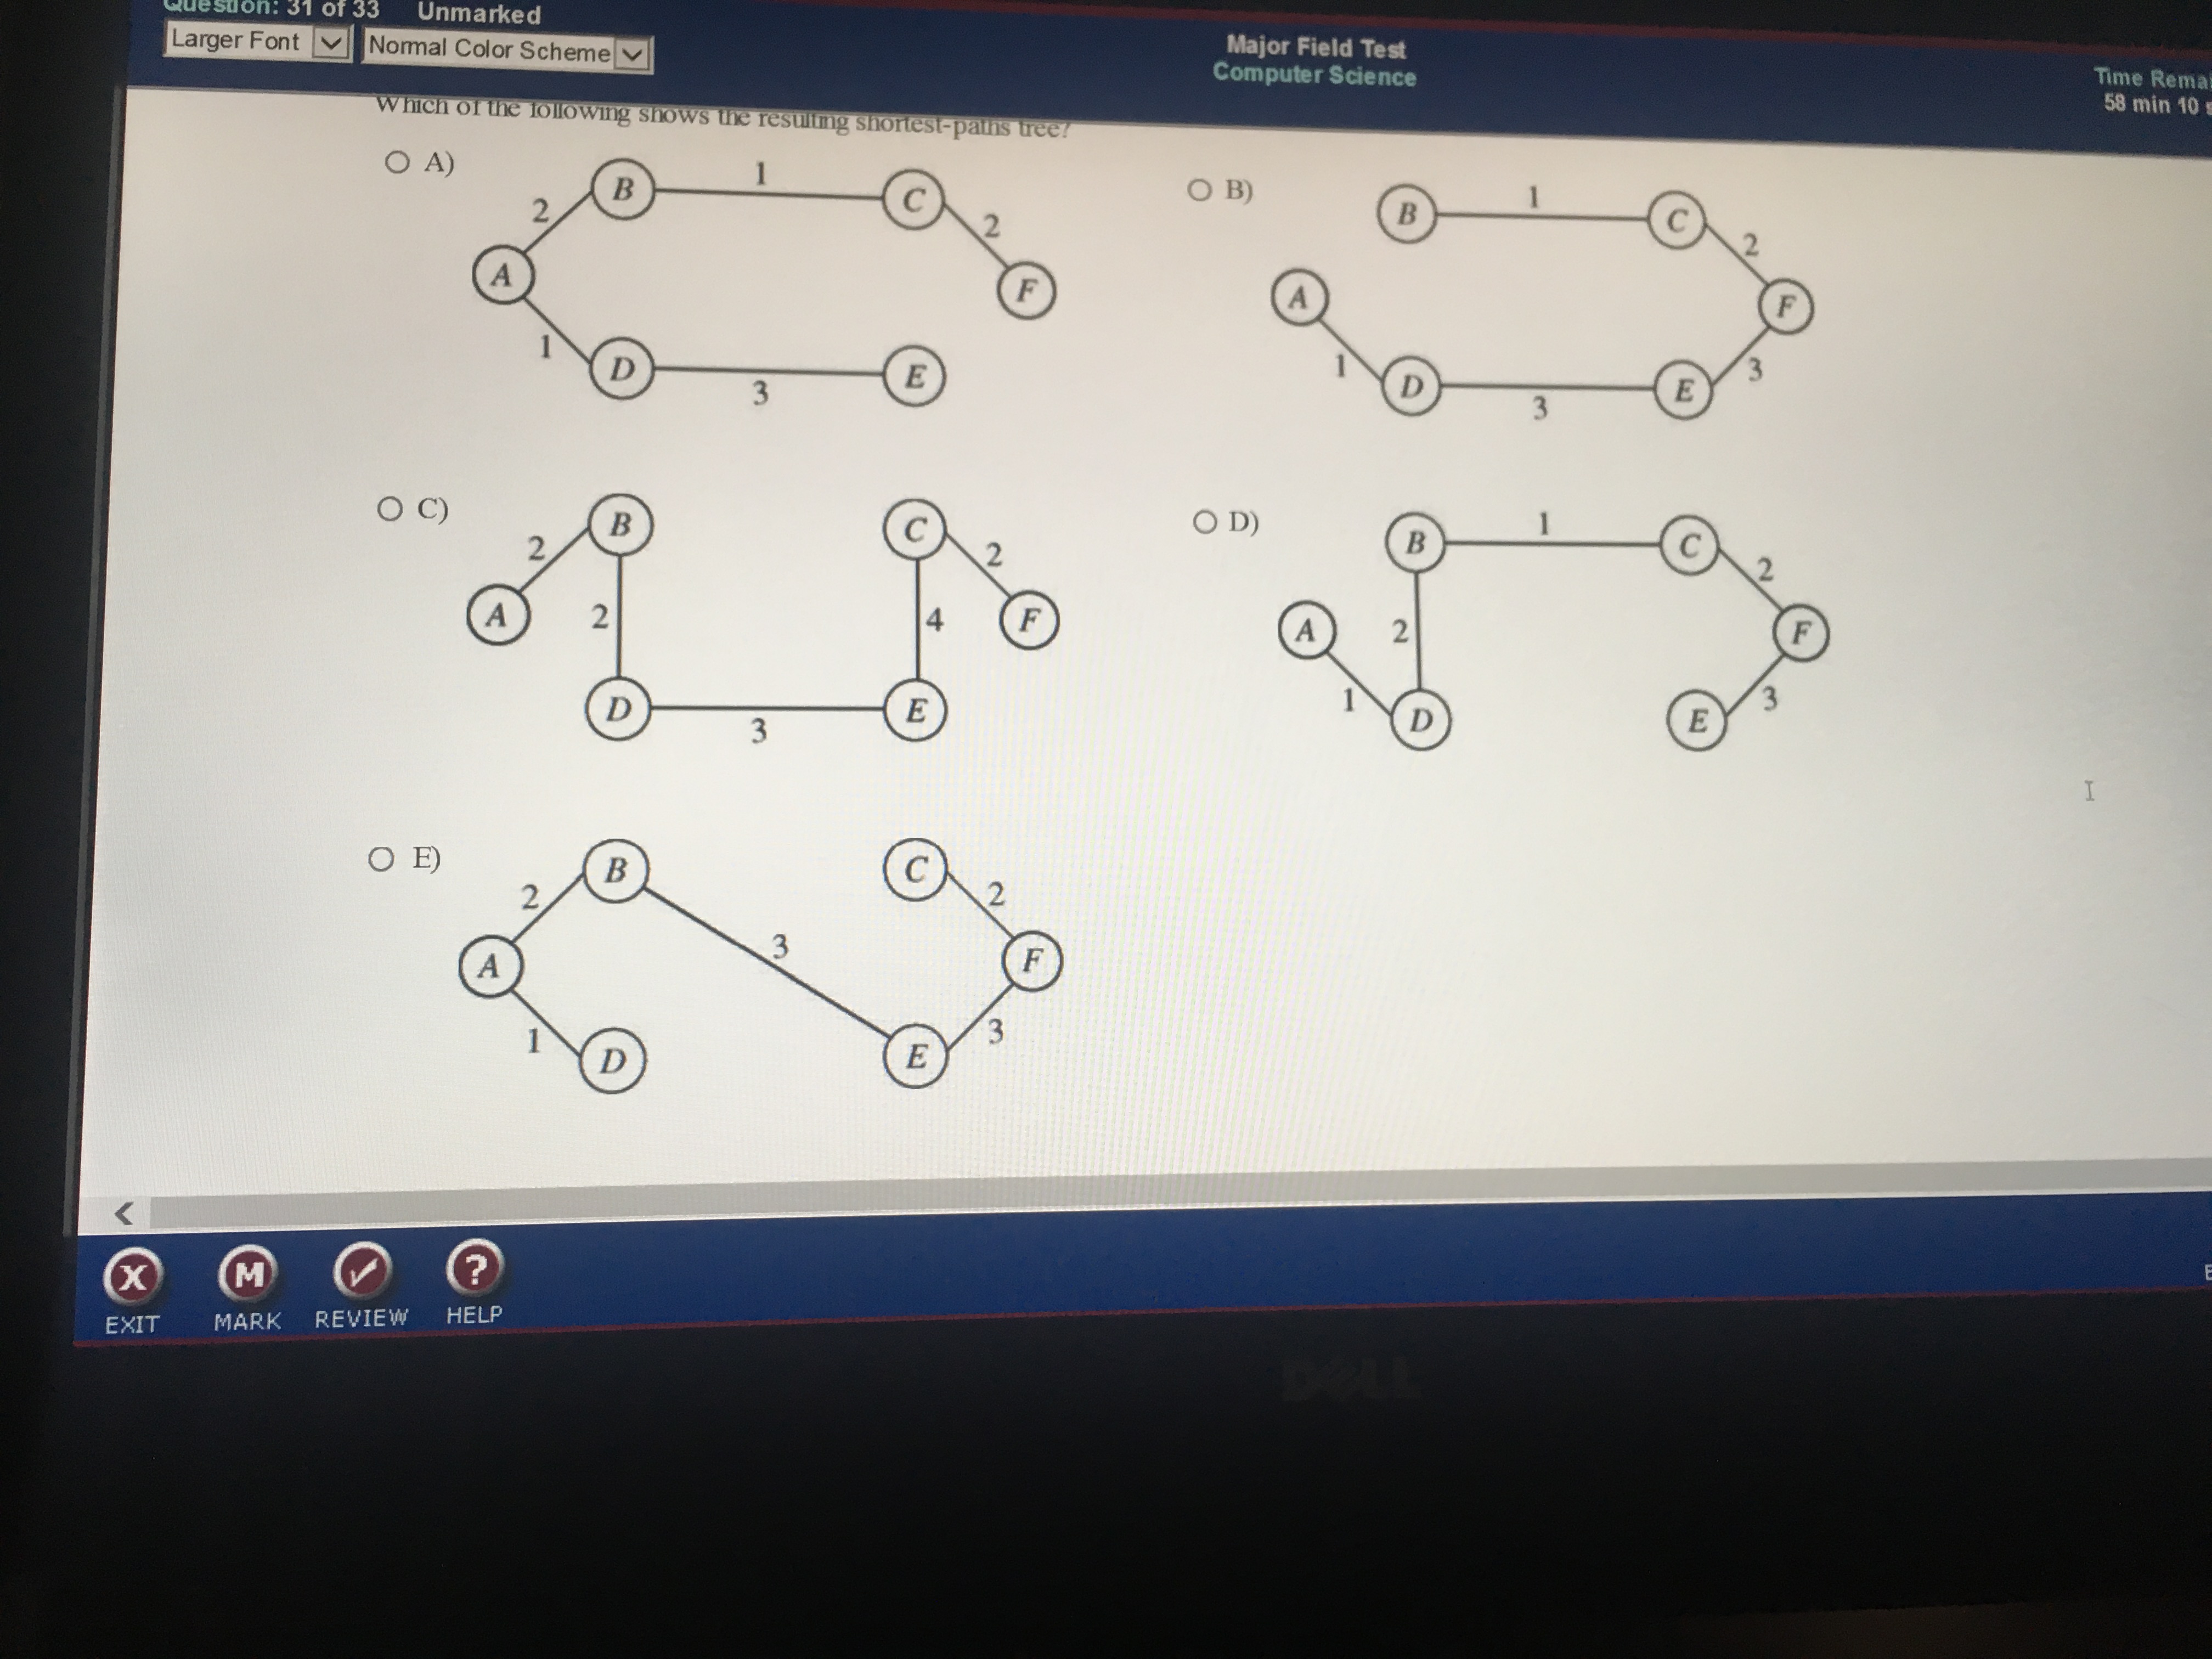 Question: 31 of 33 Unmarked
Larger Font Normal Color Scheme
Major Field Test
Computer Science
Time Rema
58 min 10 s
Which of the following shows the resulting shortest-paths tree?
A)
B 1 C
2 2
A F
1
D 3 E
B)
B 1 C
2
A F
1 3
D 3 E
C)
B C
2 2
A 2 4 F
D 3 E
D)
B 1 C
2
A 2 F
1 3
D E
E)
B C
2 2
3
A F
1 3
D E
X M ?
EXIT MARK REVIEW HELP
E
DELL